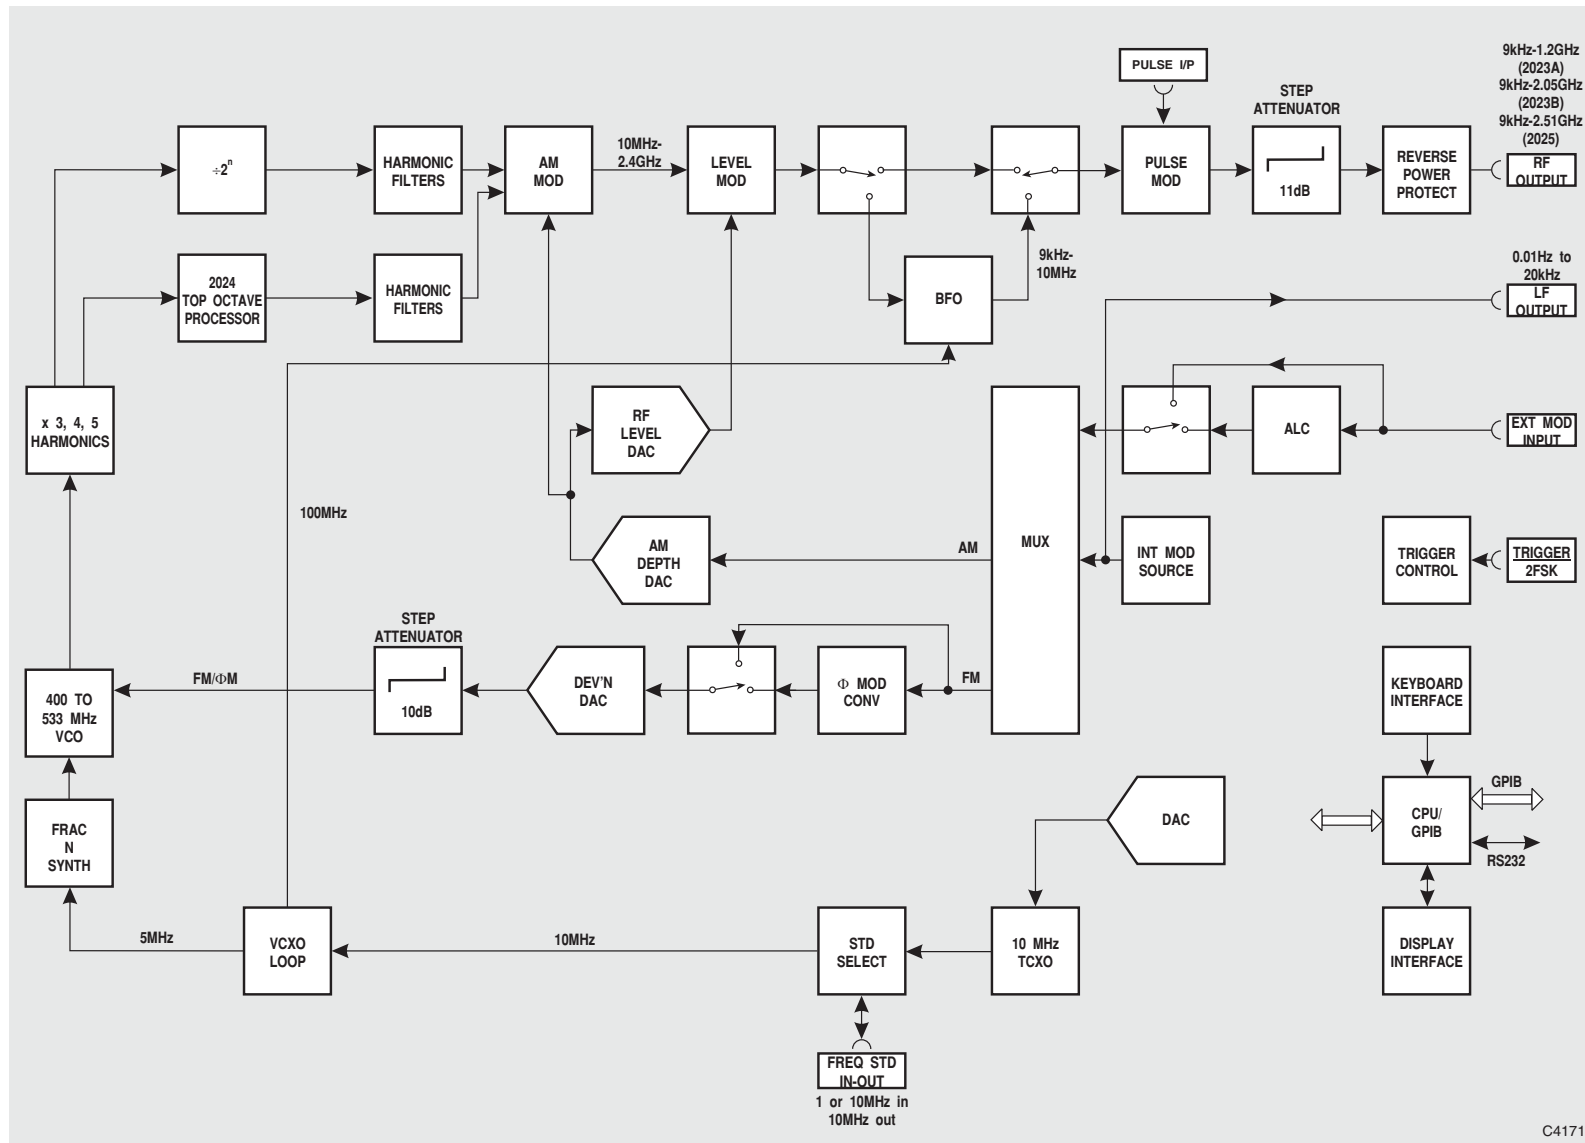 9kHz-1.2GHz
(2023A)
9kHz-2.05GHz
(2023B)
9kHz-2.51GHz
(2025)
RF
OUTPUT
PULSE I/P
STEP
ATTENUATOR
÷2ⁿ
HARMONIC
FILTERS
AM
MOD
10MHz-
2.4GHz
LEVEL
MOD
PULSE
MOD
11dB
REVERSE
POWER
PROTECT
2024
TOP OCTAVE
PROCESSOR
HARMONIC
FILTERS
BFO
9kHz-
10MHz
0.01Hz to
20kHz
LF
OUTPUT
x 3, 4, 5
HARMONICS
RF
LEVEL
DAC
ALC
EXT MOD
INPUT
100MHz
AM
DEPTH
DAC
AM
MUX
INT MOD
SOURCE
TRIGGER
CONTROL
TRIGGER
2FSK
STEP
ATTENUATOR
400 TO
533 MHz
VCO
FM/ΦM
10dB
DEV'N
DAC
Φ MOD
CONV
FM
KEYBOARD
INTERFACE
FRAC
N
SYNTH
DAC
CPU/
GPIB
GPIB
RS232
5MHz
VCXO
LOOP
10MHz
STD
SELECT
10 MHz
TCXO
DISPLAY
INTERFACE
FREQ STD
IN-OUT
1 or 10MHz in
10MHz out
C4171